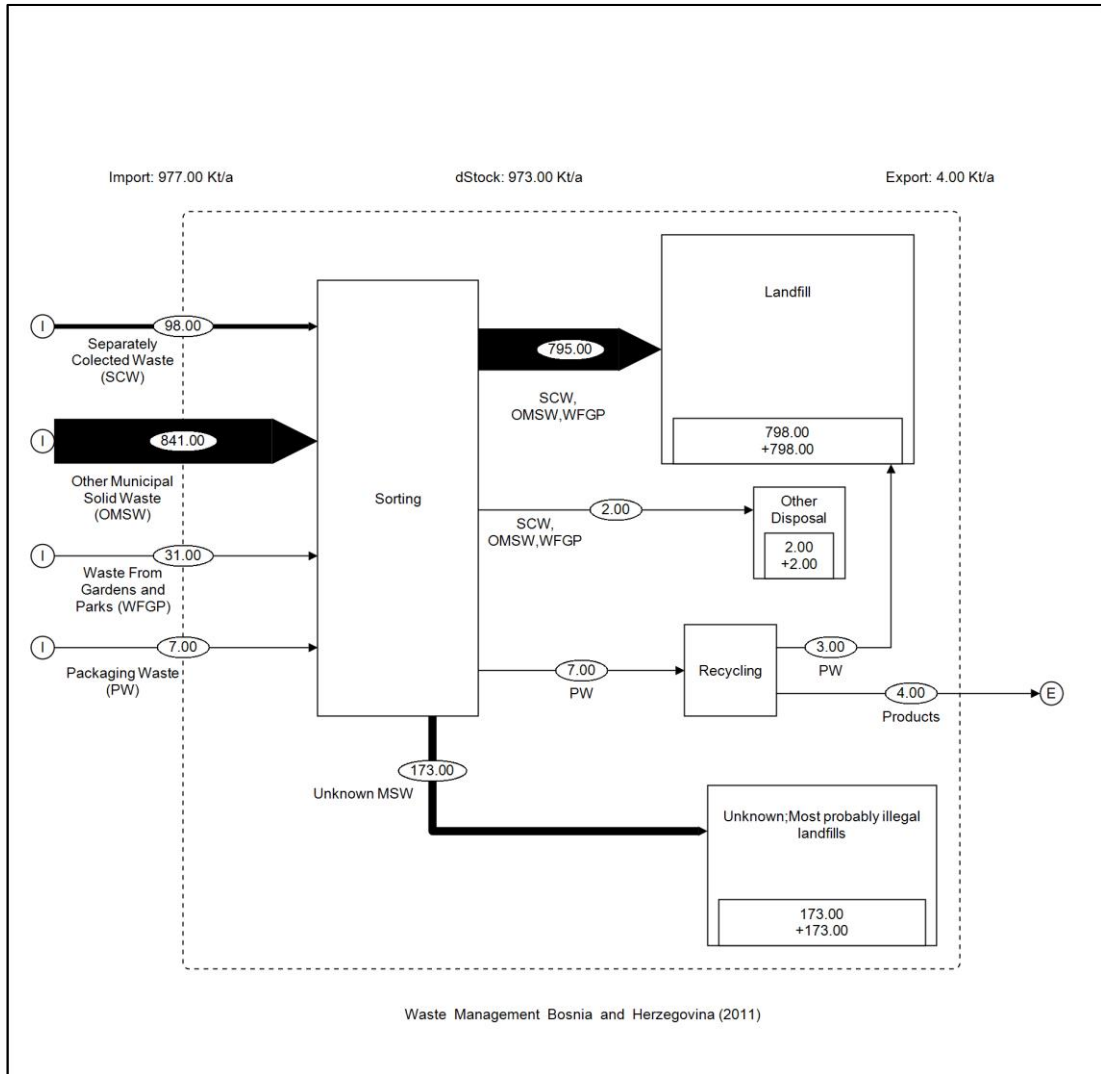 Import: 977.00 Kt/a
dStock: 973.00 Kt/a
Export: 4.00 Kt/a
I
98.00
Separately
Colected Waste
(SCW)
I
841.00
Other Municipal
Solid Waste
(OMSW)
I
31.00
Waste From
Gardens and
Parks (WFGP)
I
7.00
Packaging Waste
(PW)
Sorting
795.00
SCW,
OMSW,WFGP
Landfill
798.00
+798.00
2.00
SCW,
OMSW,WFGP
Other
Disposal
2.00
+2.00
7.00
PW
Recycling
3.00
PW
4.00
Products
E
173.00
Unknown MSW
Unknown;Most probably illegal
landfills
173.00
+173.00
Waste Management Bosnia and Herzegovina (2011)